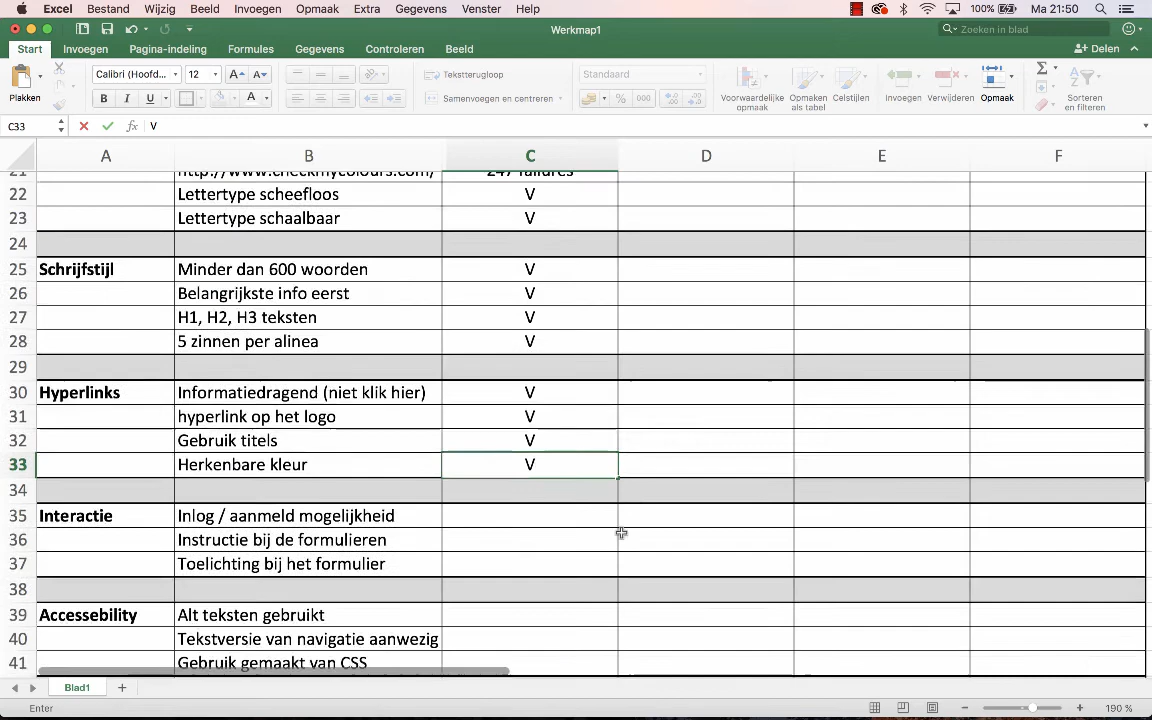 Excel Bestand Wijzig Beeld Invoegen Opmaak Extra Gegevens Venster Help 100% Ma 21:50
Werkmap1
Zoeken in blad
Start Invoegen Pagina-indeling Formules Gegevens Controleren Beeld Delen
Calibri (Hoofd... 12 A A Tekstterugloop Standaard
Plakken B I U A Samenvoegen en centreren % 000 Voorwaardelijke opmaak Opmaken als tabel Celstijlen Invoegen Verwijderen Opmaak Sorteren en filteren
C33 fx V
A B C D E F
21 http://www.checkmycolours.com/ 247 failures
22 Lettertype scheefloos V
23 Lettertype schaalbaar V
24
25 Schrijfstijl Minder dan 600 woorden V
26 Belangrijkste info eerst V
27 H1, H2, H3 teksten V
28 5 zinnen per alinea V
29
30 Hyperlinks Informatiedragend (niet klik hier) V
31 hyperlink op het logo V
32 Gebruik titels V
33 Herkenbare kleur V
34
35 Interactie Inlog / aanmeld mogelijkheid
36 Instructie bij de formulieren
37 Toelichting bij het formulier
38
39 Accessebility Alt teksten gebruikt
40 Tekstversie van navigatie aanwezig
41 Gebruik gemaakt van CSS
Blad1
Enter 190 %